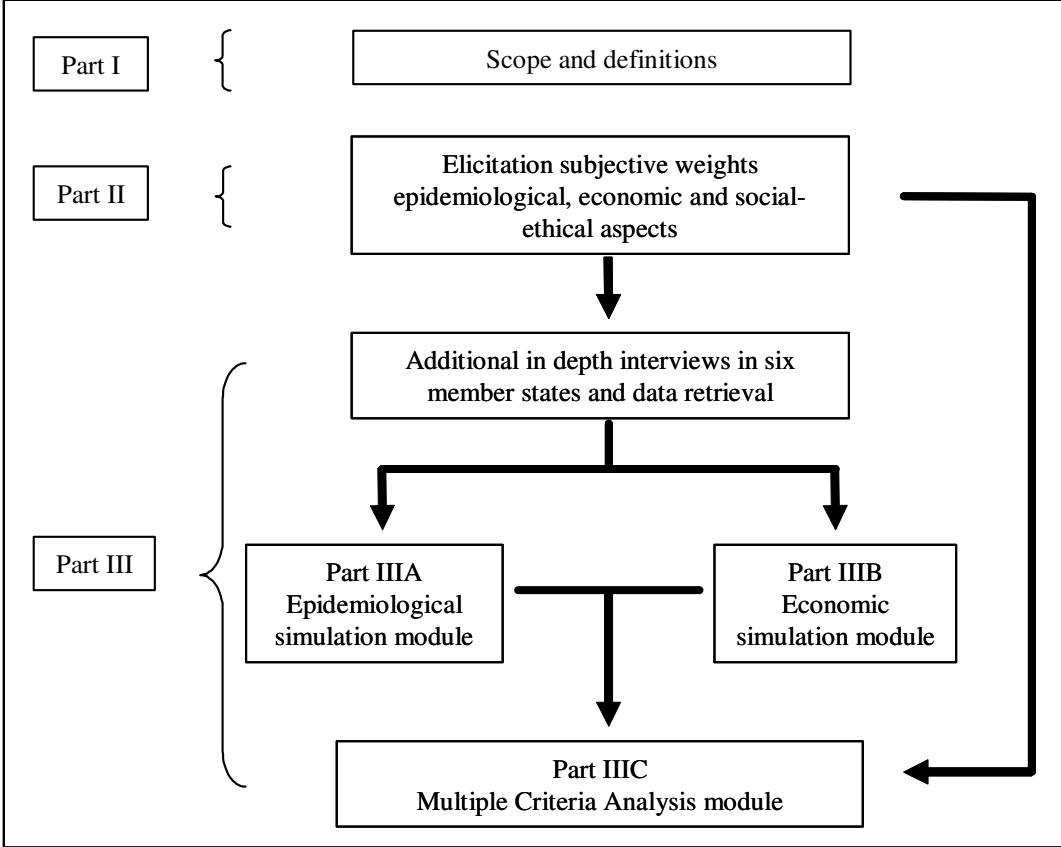 Part I
Scope and definitions
Part II
Elicitation subjective weights
epidemiological, economic and social-
ethical aspects
Additional in depth interviews in six
member states and data retrieval
Part III
Part IIIA
Epidemiological
simulation module
Part IIIB
Economic
simulation module
Part IIIC
Multiple Criteria Analysis module